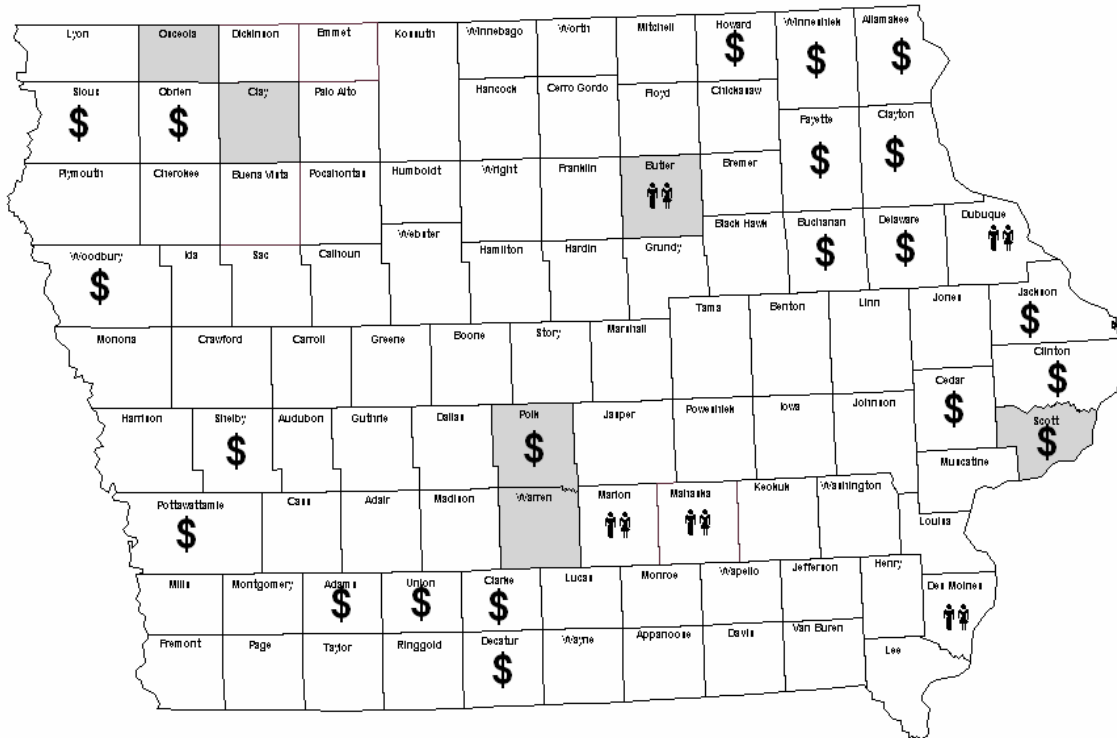 Lyon
Osceola
Dickinson
Emmet
Kossuth
Winnebago
Worth
Mitchell
Howard
$
Winneshiek
$
Allamakee
$
Sioux
$
Obrien
$
Clay
Palo Alto
Hancock
Cerro Gordo
Floyd
Chickasaw
Fayette
$
Clayton
$
Plymouth
Cherokee
Buena Vista
Pocahontas
Humboldt
Wright
Franklin
Butler
Bremer
Black Hawk
Buchanan
$
Delaware
$
Dubuque
Woodbury
$
Ida
Sac
Calhoun
Webster
Hamilton
Hardin
Grundy
Tama
Benton
Linn
Jones
Jackson
$
Monona
Crawford
Carroll
Greene
Boone
Story
Marshall
Clinton
$
Cedar
$
Harrison
Shelby
$
Audubon
Guthrie
Dallas
Polk
$
Jasper
Poweshiek
Iowa
Johnson
Scott
$
Muscatine
Pottawattamie
$
Cass
Adair
Madison
Warren
Marion
Mahaska
Keokuk
Washington
Louisa
Mills
Montgomery
Adams
$
Union
$
Clarke
$
Lucas
Monroe
Wapello
Jefferson
Henry
Des Moines
Fremont
Page
Taylor
Ringgold
Decatur
$
Wayne
Appanoose
Davis
Van Buren
Lee